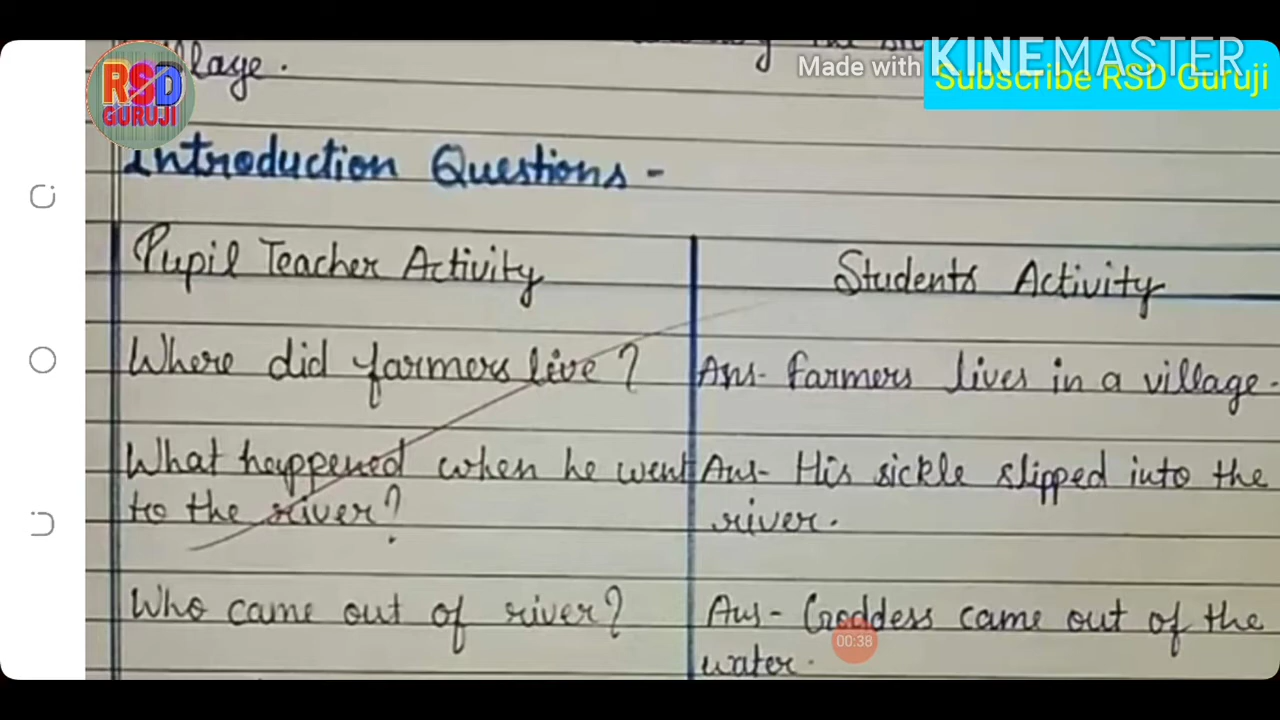 Made with KINEMASTER
Subscribe RSD Guruji
RSD
GURUJI
village.
Introduction Questions -
Pupil Teacher Activity
Students Activity
Where did farmers live?
Ans- Farmers lives in a village.
What happened when he went
to the river?
Ans- His sickle slipped into the
river.
Who came out of river?
Ans- Goddess came out of the
water.
00:38